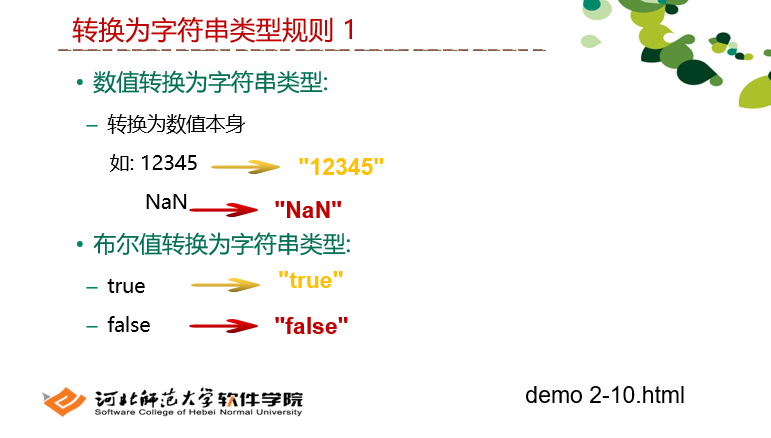 转换为字符串类型规则 1
• 数值转换为字符串类型:
– 转换为数值本身
如: 12345 "12345"
NaN "NaN"
• 布尔值转换为字符串类型:
– true "true"
– false "false"
河北师范大学软件学院
Software College of Hebei Normal University
demo 2-10.html